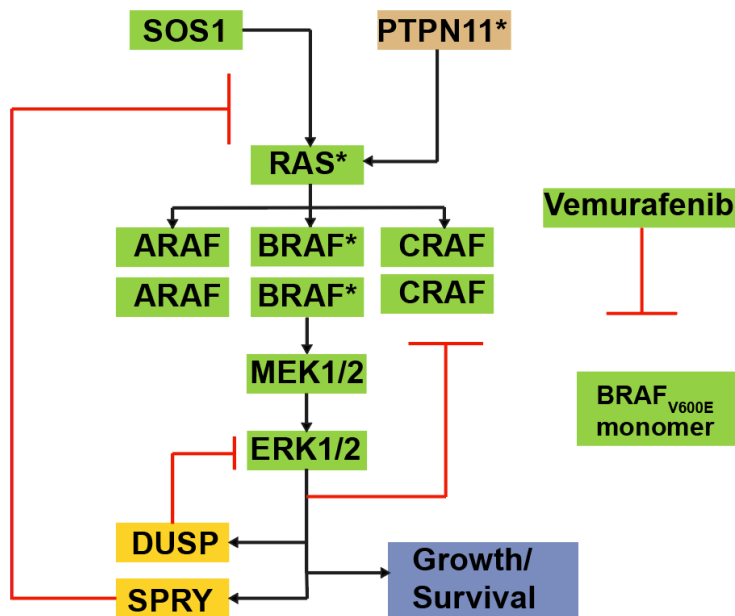 SOS1
PTPN11*
RAS*
ARAF
BRAF*
CRAF
Vemurafenib
ARAF
BRAF*
CRAF
MEK1/2
BRAFV600E
monomer
ERK1/2
DUSP
Growth/
Survival
SPRY